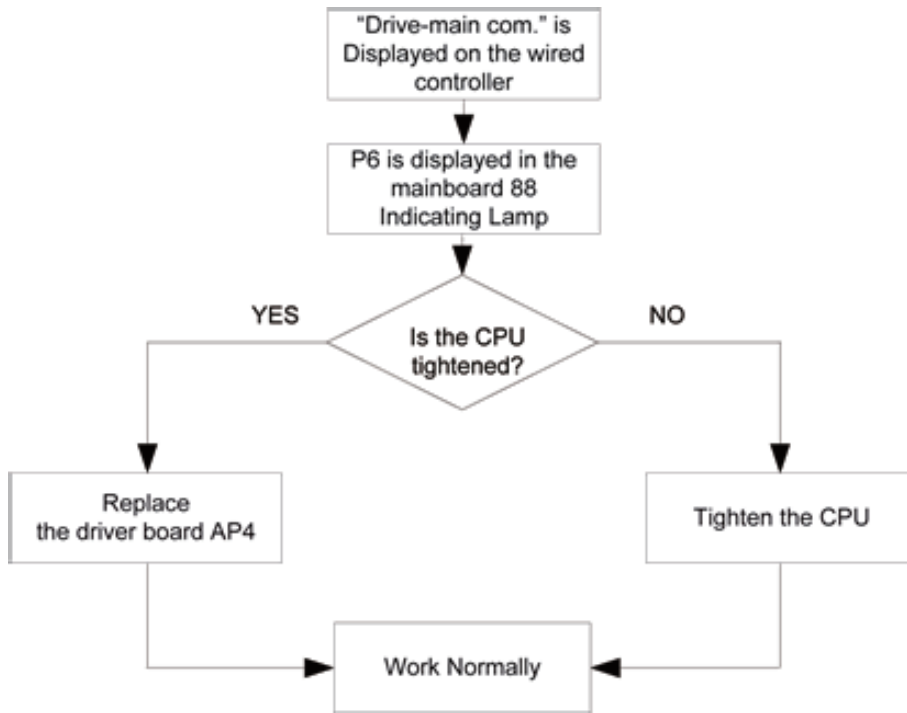 “Drive-main com.” is
Displayed on the wired
controller
P6 is displayed in the
mainboard 88
Indicating Lamp
YES
NO
Is the CPU
tightened?
Replace
the driver board AP4
Tighten the CPU
Work Normally